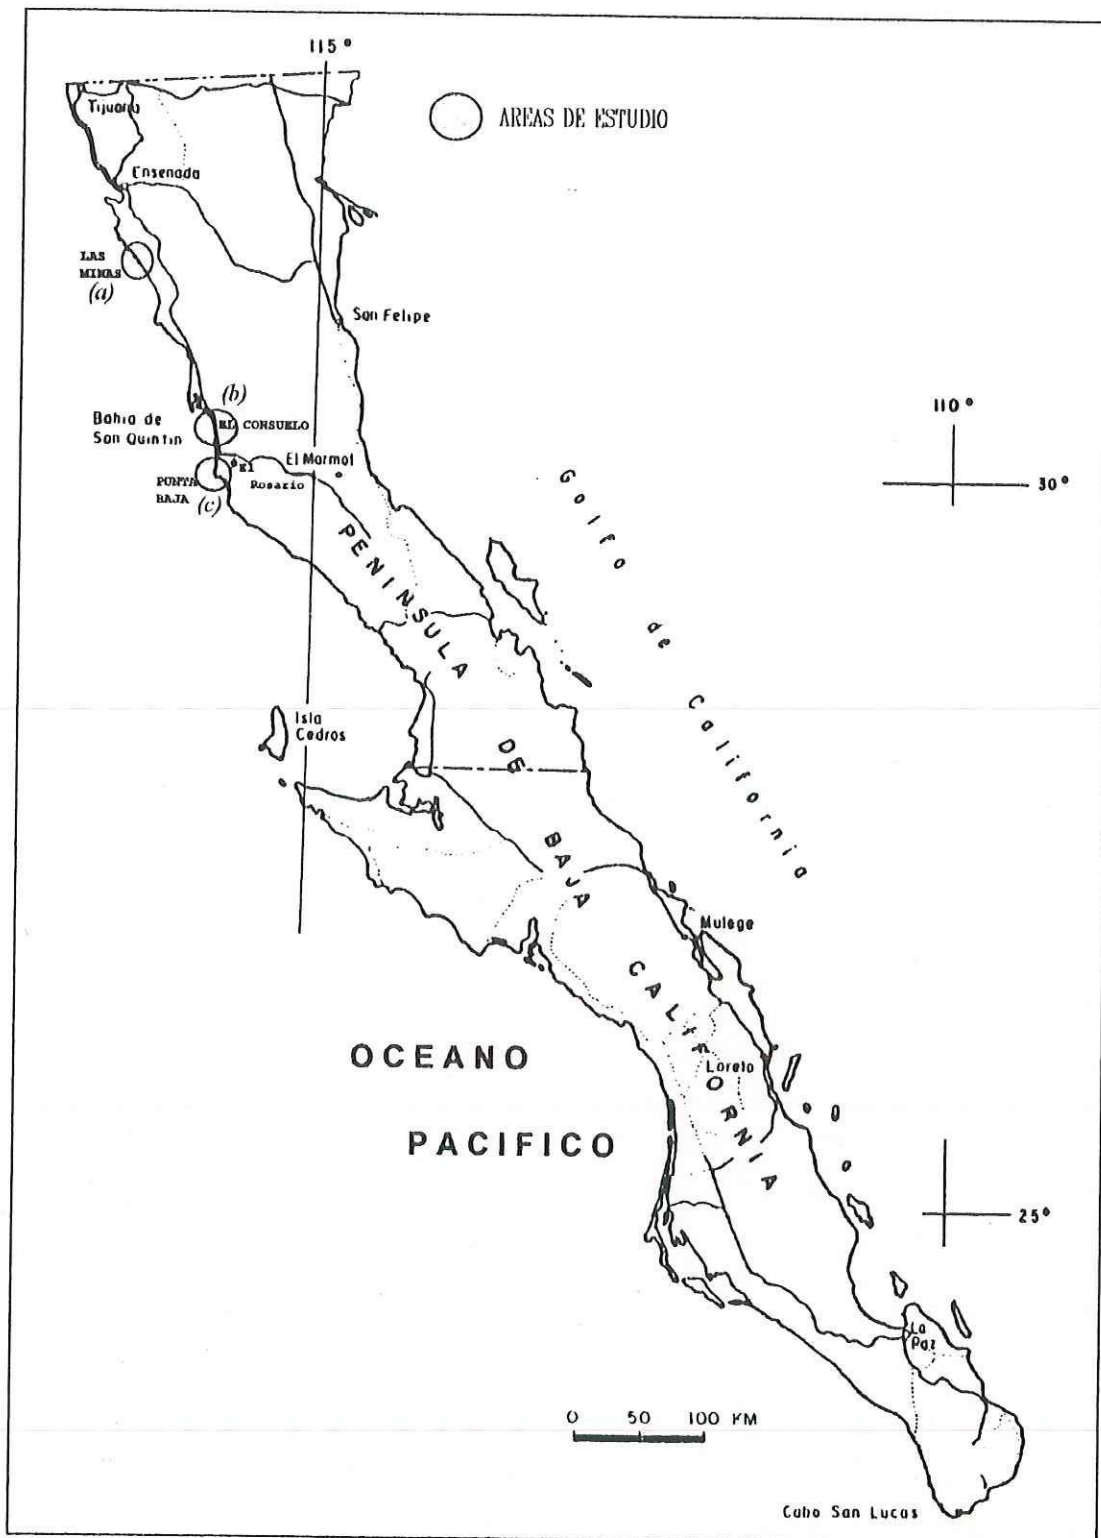 115°
AREAS DE ESTUDIO
Tijuana
Ensenada
LAS
MINAS
(a)
San Felipe
(b)
110°
Bahia de
San Quintin
EL CONSUELO
El Marmol
El
Rosario
30°
PUNTA
BAJA
(c)
Golfo de California
PENINSULA DE BAJA CALIFORNIA
Isla
Cedros
Mulege
OCEANO
PACIFICO
Loreto
25°
La
Paz
0 50 100 KM
Cabo San Lucas